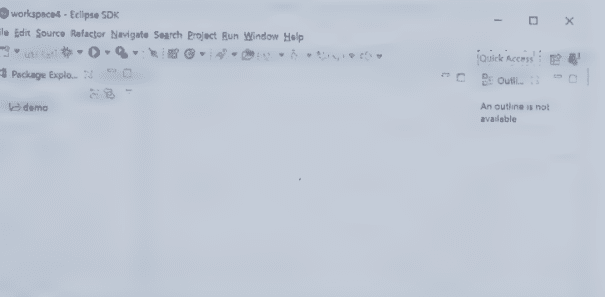 workspace4 - Eclipse SDK
Edit Source Refactor Navigate Search Project Run Window Help
Quick Access
Package Explo...
Outli...
demo
An outline is not
available